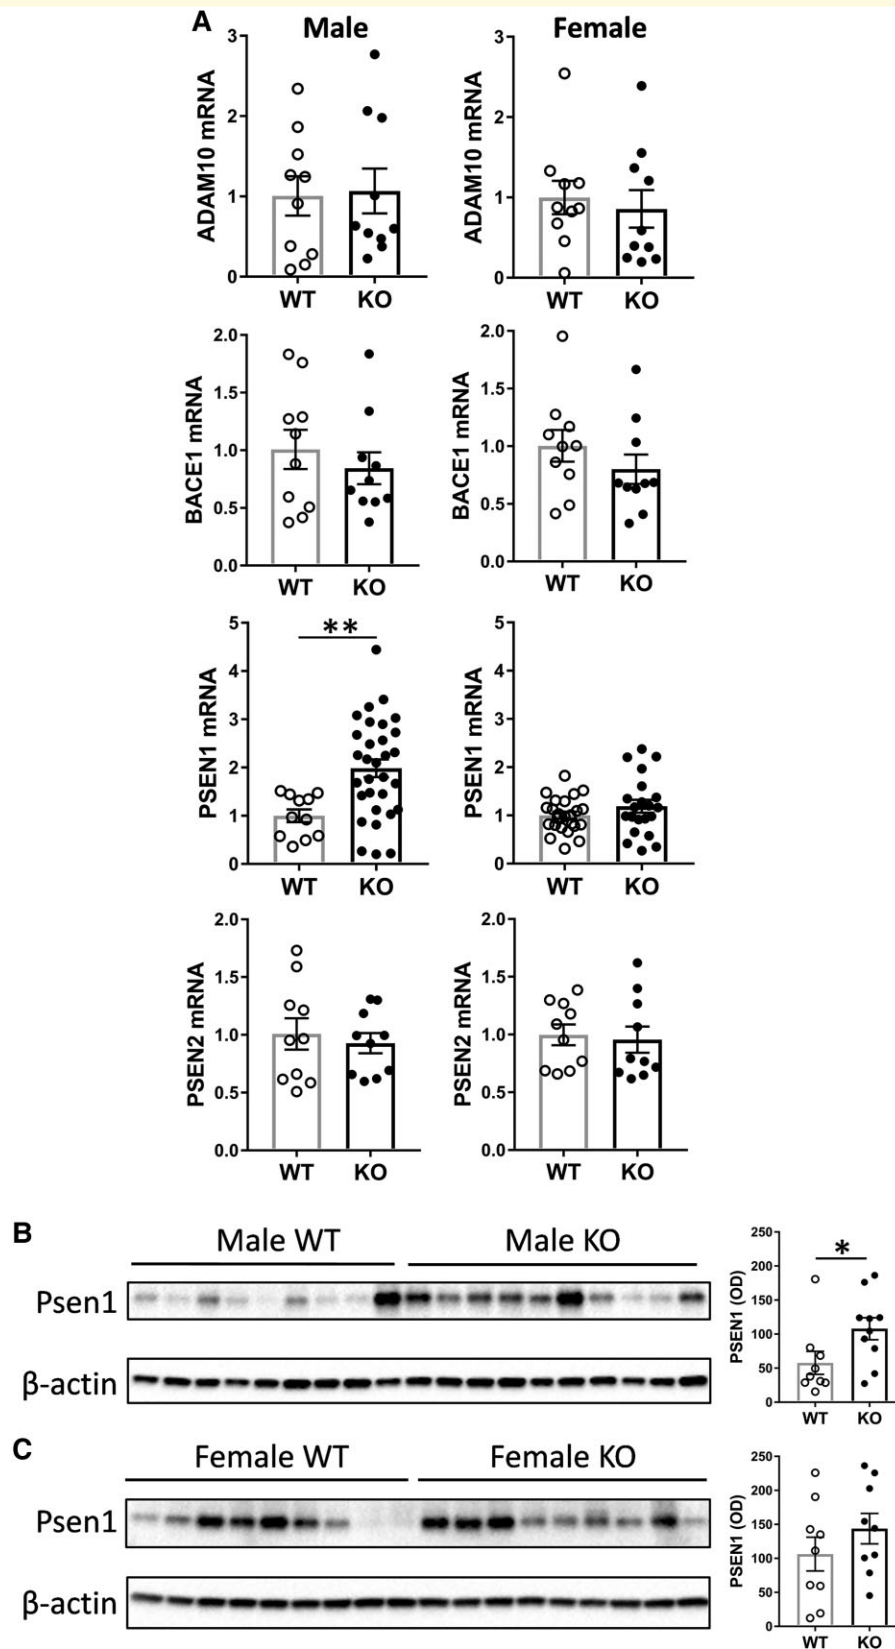 A
Male
Female
ADAM10 mRNA
3
2
1
0
WT KO
ADAM10 mRNA
3
2
1
0
WT KO
BACE1 mRNA
2.0
1.5
1.0
0.5
0.0
WT KO
BACE1 mRNA
2.0
1.5
1.0
0.5
0.0
WT KO
PSEN1 mRNA
5
4
3
2
1
0
**
WT KO
PSEN1 mRNA
5
4
3
2
1
0
WT KO
PSEN2 mRNA
2.0
1.5
1.0
0.5
0.0
WT KO
PSEN2 mRNA
2.0
1.5
1.0
0.5
0.0
WT KO
B
Male WT Male KO
Psen1
β-actin
PSEN1 (OD)
250
200
150
100
50
0
*
WT KO
C
Female WT Female KO
Psen1
β-actin
PSEN1 (OD)
250
200
150
100
50
0
WT KO